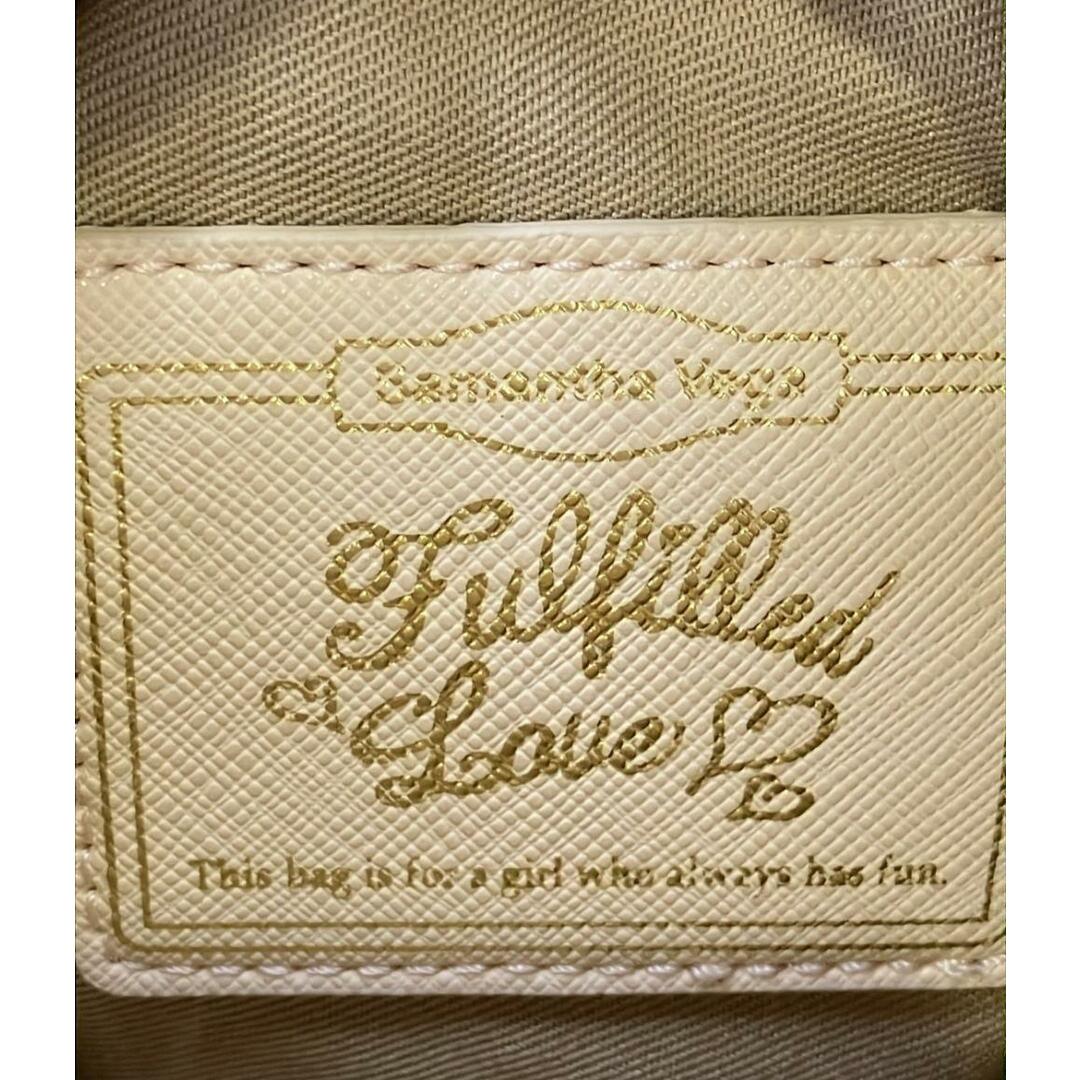 Samantha Vega
Fulfilled
Love
This bag is for a girl who always has fun.